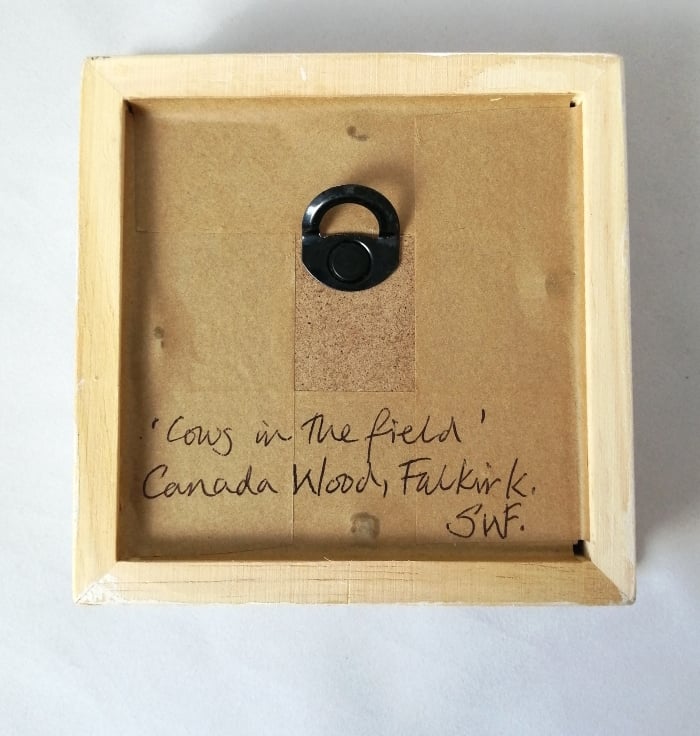 'Cows in the field'
Canada Wood, Falkirk.
SWF.